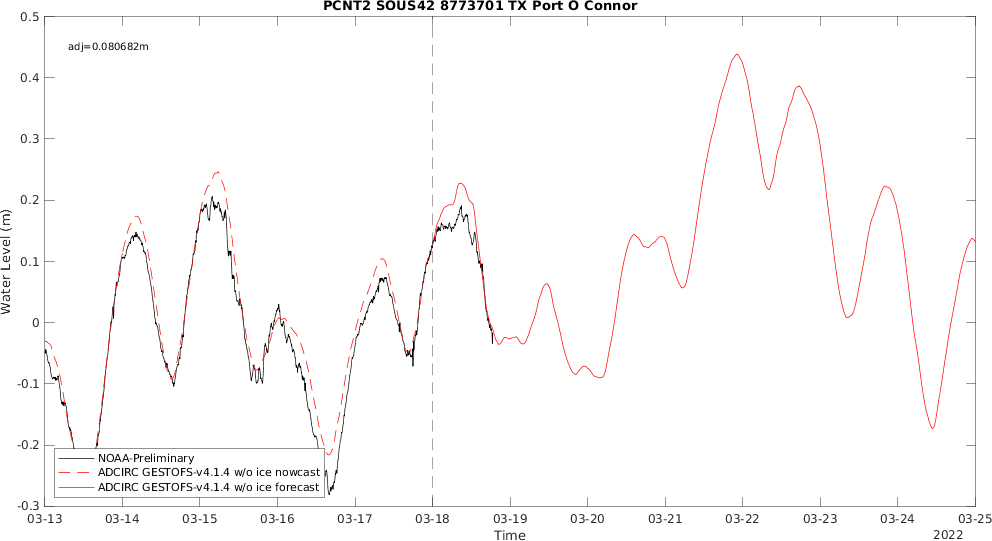 PCNT2 SOUS42 8773701 TX Port O Connor
0.5
adj=0.080682m
0.4
0.3
0.2
0.1
0
-0.1
-0.2
-0.3
Water Level (m)
NOAA-Preliminary
ADCIRC GESTOFS-v4.1.4 w/o ice nowcast
ADCIRC GESTOFS-v4.1.4 w/o ice forecast
03-13 03-14 03-15 03-16 03-17 03-18 03-19 03-20 03-21 03-22 03-23 03-24 03-25
Time
2022